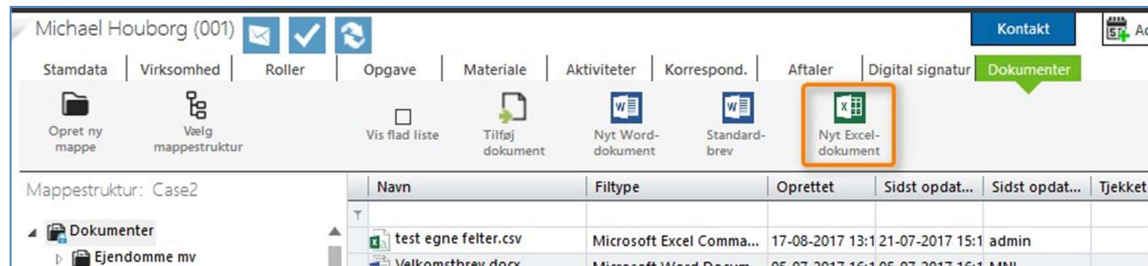 Michael Houborg (001)
Kontakt
Stamdata Virksomhed Roller Opgave Materiale Aktiviteter Korrespond. Aftaler Digital signatur Dokumenter
Opret ny mappe
Vælg mappestruktur
Vis flad liste
Tilføj dokument
Nyt Word-dokument
Standard-brev
Nyt Excel-dokument
Mappestruktur: Case2
Navn Filtype Oprettet Sidst opdat... Sidst opdat... Tjekket
Dokumenter
test egne felter.csv Microsoft Excel Comma... 17-08-2017 13:1 21-07-2017 15:1 admin
Ejendomme mv
Velkomstbrev.docx